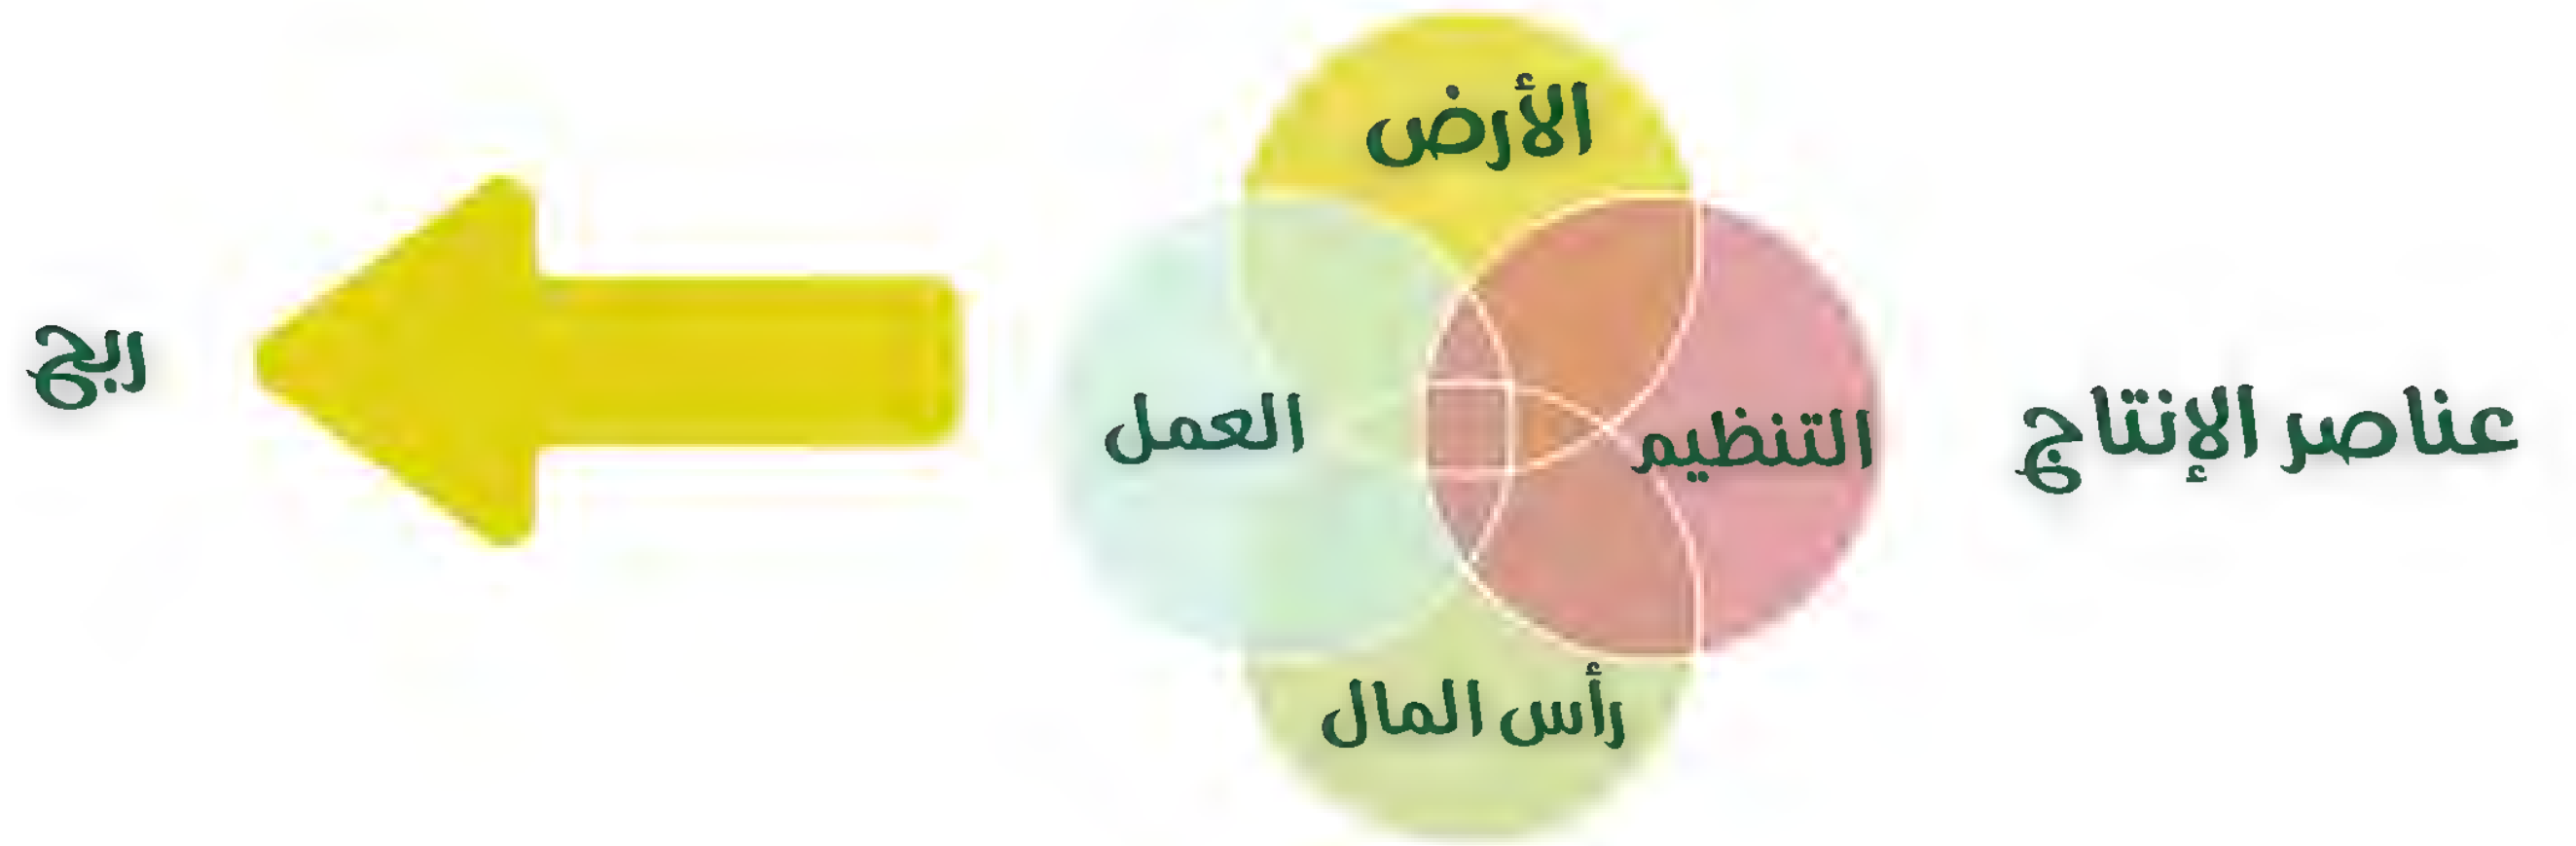 عناصر الإنتاج
الأرض
التنظيم
العمل
رأس المال
ربح